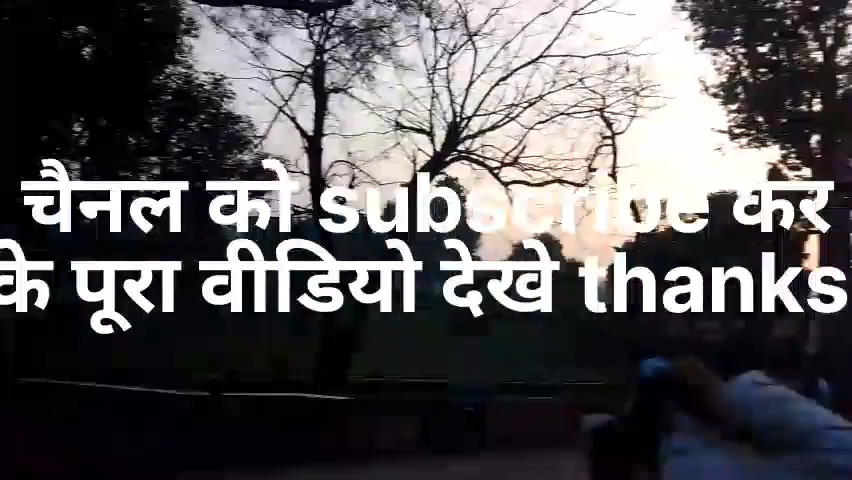 चैनल को subscribe कर
के पूरा वीडियो देखे thanks